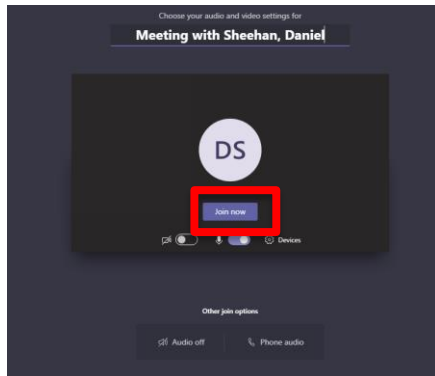 Choose your audio and video settings for
Meeting with Sheehan, Daniel
DS
Join now
Devices
Other join options
Audio off
Phone audio